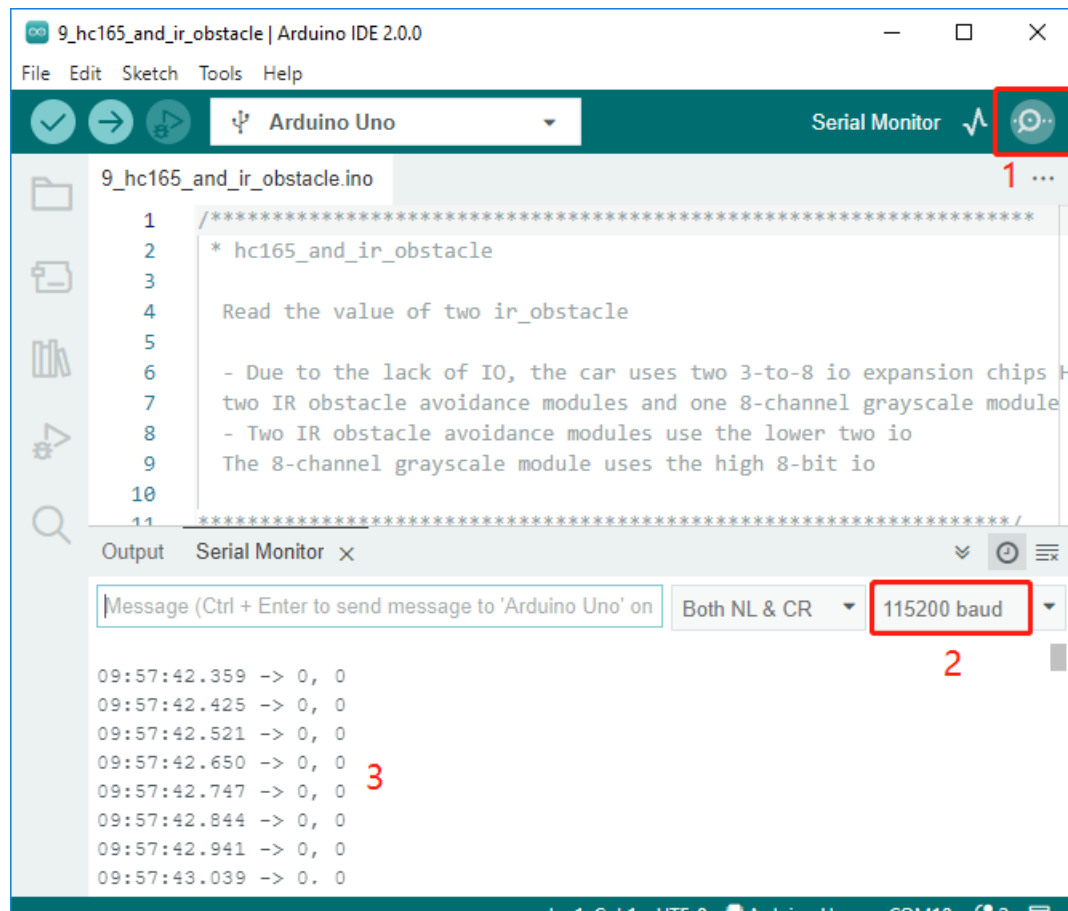 9_hc165_and_ir_obstacle | Arduino IDE 2.0.0
File Edit Sketch Tools Help
Arduino Uno
Serial Monitor
9_hc165_and_ir_obstacle.ino
1 ...
1 /*******************************************************************
2 * hc165_and_ir_obstacle
3
4 Read the value of two ir_obstacle
5
6 - Due to the lack of IO, the car uses two 3-to-8 io expansion chips
7 two IR obstacle avoidance modules and one 8-channel grayscale module
8 - Two IR obstacle avoidance modules use the lower two io
9 The 8-channel grayscale module uses the high 8-bit io
10
11 ******************************************************************/
Output Serial Monitor ×
Message (Ctrl + Enter to send message to 'Arduino Uno' on
Both NL & CR
115200 baud
2
09:57:42.359 -> 0, 0
09:57:42.425 -> 0, 0
09:57:42.521 -> 0, 0
09:57:42.650 -> 0, 0
3
09:57:42.747 -> 0, 0
09:57:42.844 -> 0, 0
09:57:42.941 -> 0, 0
09:57:43.039 -> 0. 0